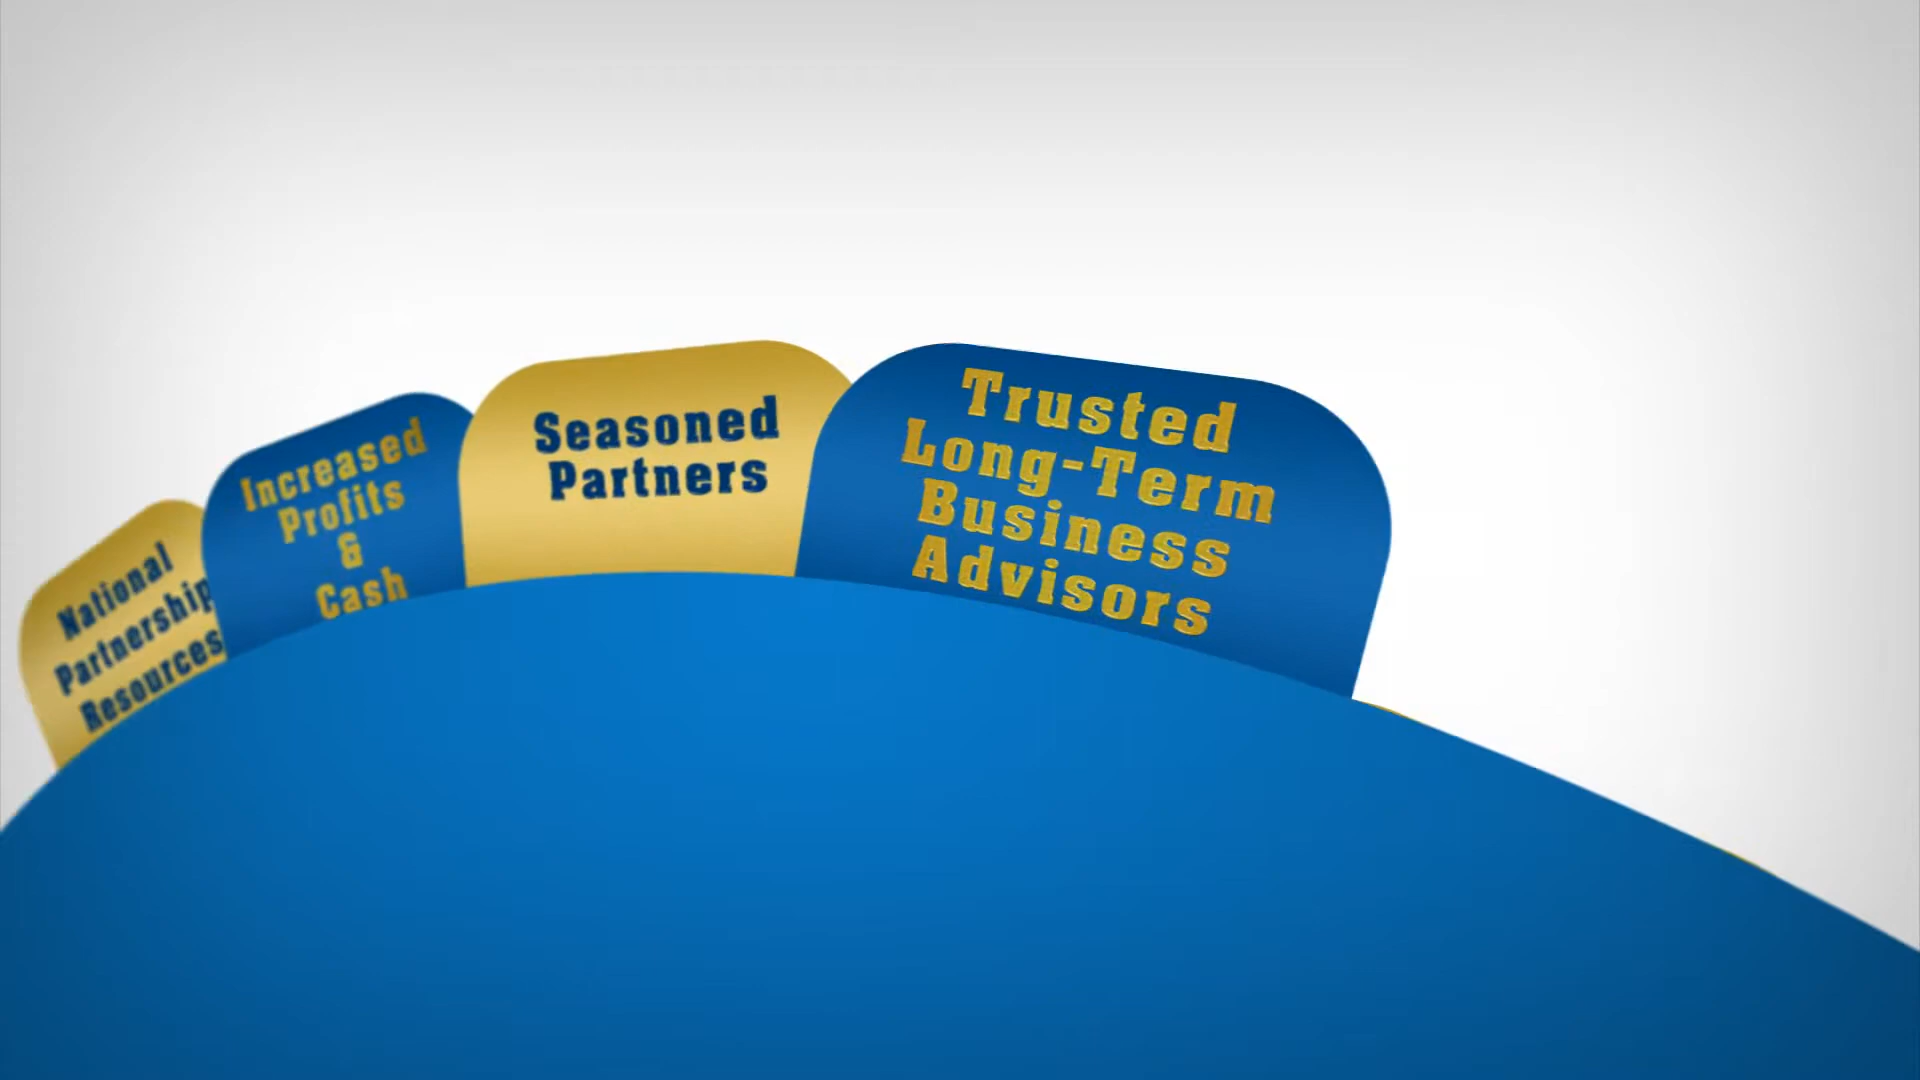 National
Partnership
Resources
Increased
Profits
&
Cash
Seasoned
Partners
Trusted
Long-Term
Business
Advisors